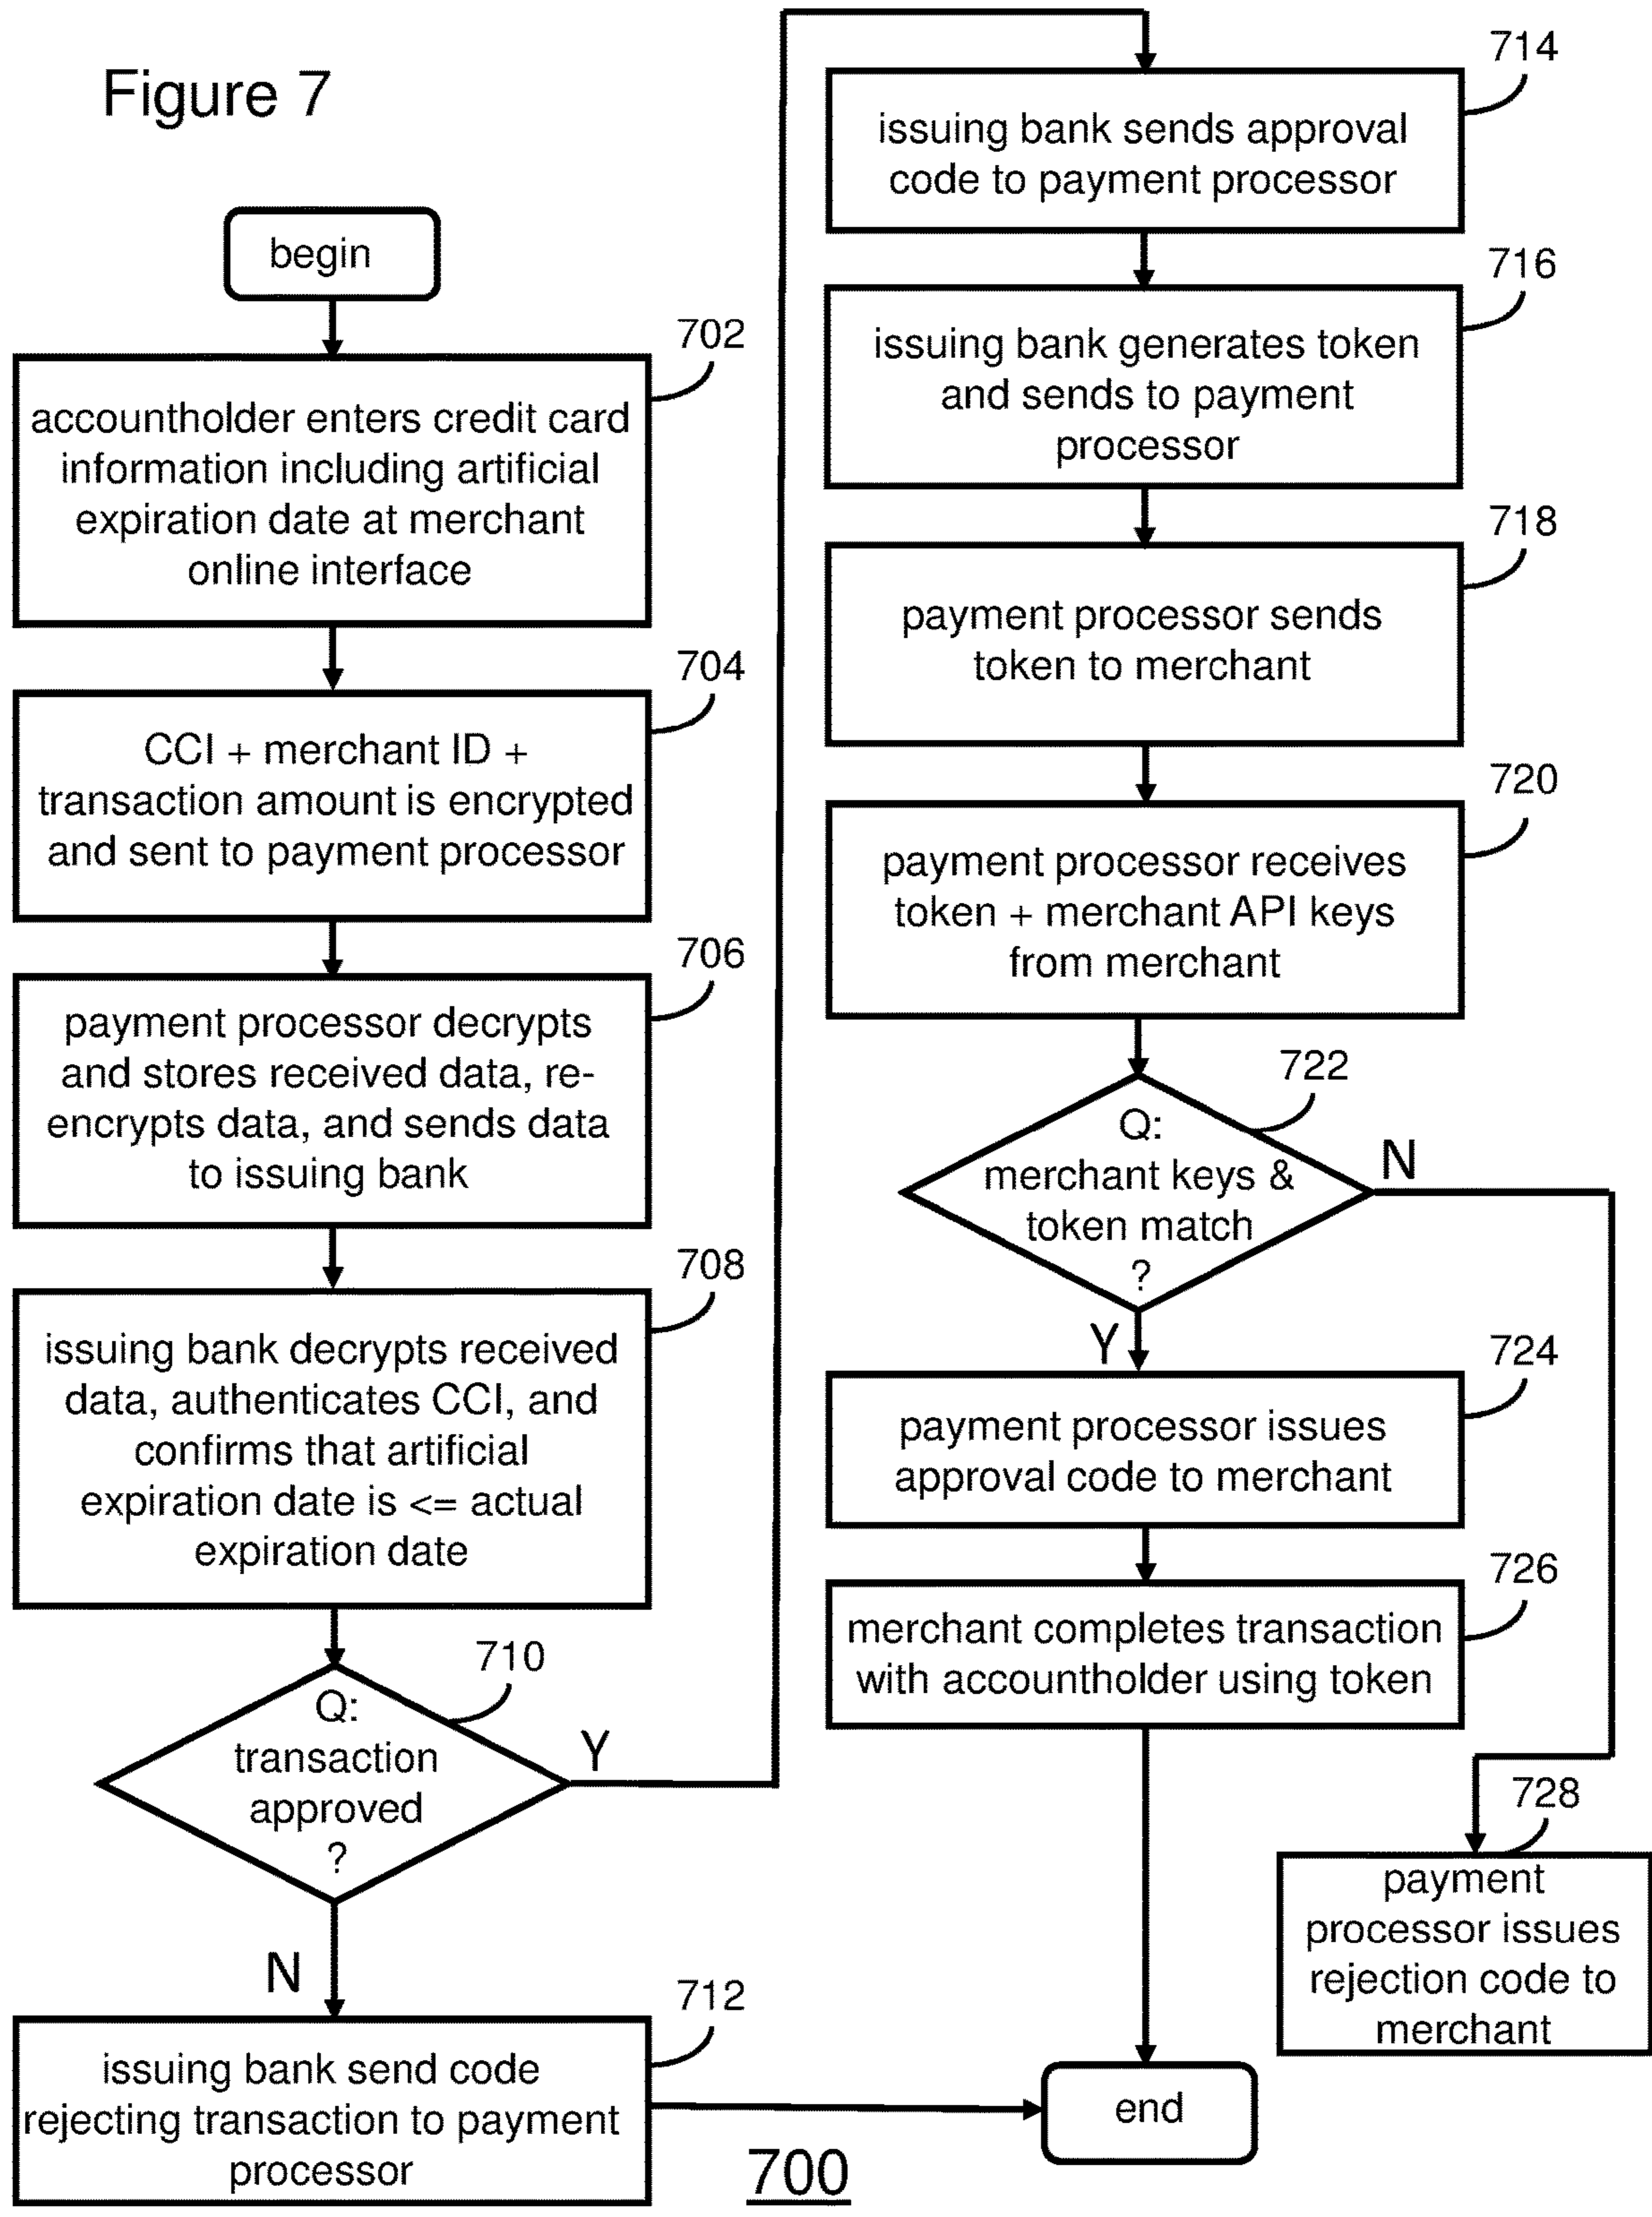 Figure 7
begin
702
accountholder enters credit card
information including artificial
expiration date at merchant
online interface
704
CCI + merchant ID +
transaction amount is encrypted
and sent to payment processor
706
payment processor decrypts
and stores received data, re-
encrypts data, and sends data
to issuing bank
708
issuing bank decrypts received
data, authenticates CCI, and
confirms that artificial
expiration date is <= actual
expiration date
710
Q:
transaction
approved
?
Y
N
712
issuing bank send code
rejecting transaction to payment
processor
714
issuing bank sends approval
code to payment processor
716
issuing bank generates token
and sends to payment
processor
718
payment processor sends
token to merchant
720
payment processor receives
token + merchant API keys
from merchant
722
Q:
merchant keys &
token match
?
N
Y
724
payment processor issues
approval code to merchant
726
merchant completes transaction
with accountholder using token
728
payment
processor issues
rejection code to
merchant
end
700